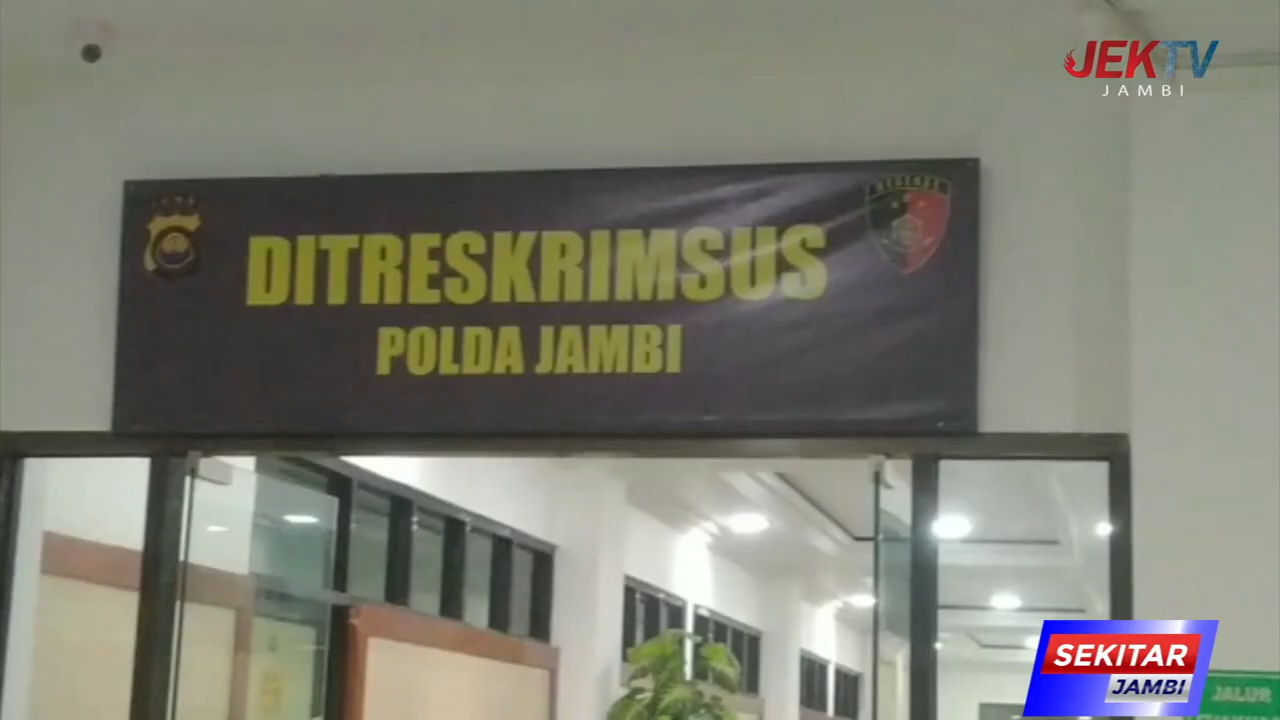 JEKTV
JAMBI
DITRESKRIMSUS
POLDA JAMBI
SEKITAR
JAMBI
JALUR